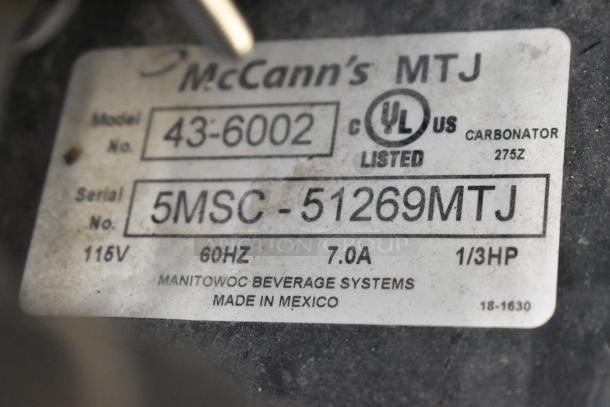 McCann's MTJ
Model No. 43-6002
C UL US
LISTED
CARBONATOR
275Z
Serial No. 5MSC - 51269MTJ
115V 60HZ 7.0A 1/3HP
MANITOWOC BEVERAGE SYSTEMS
MADE IN MEXICO
18-1630